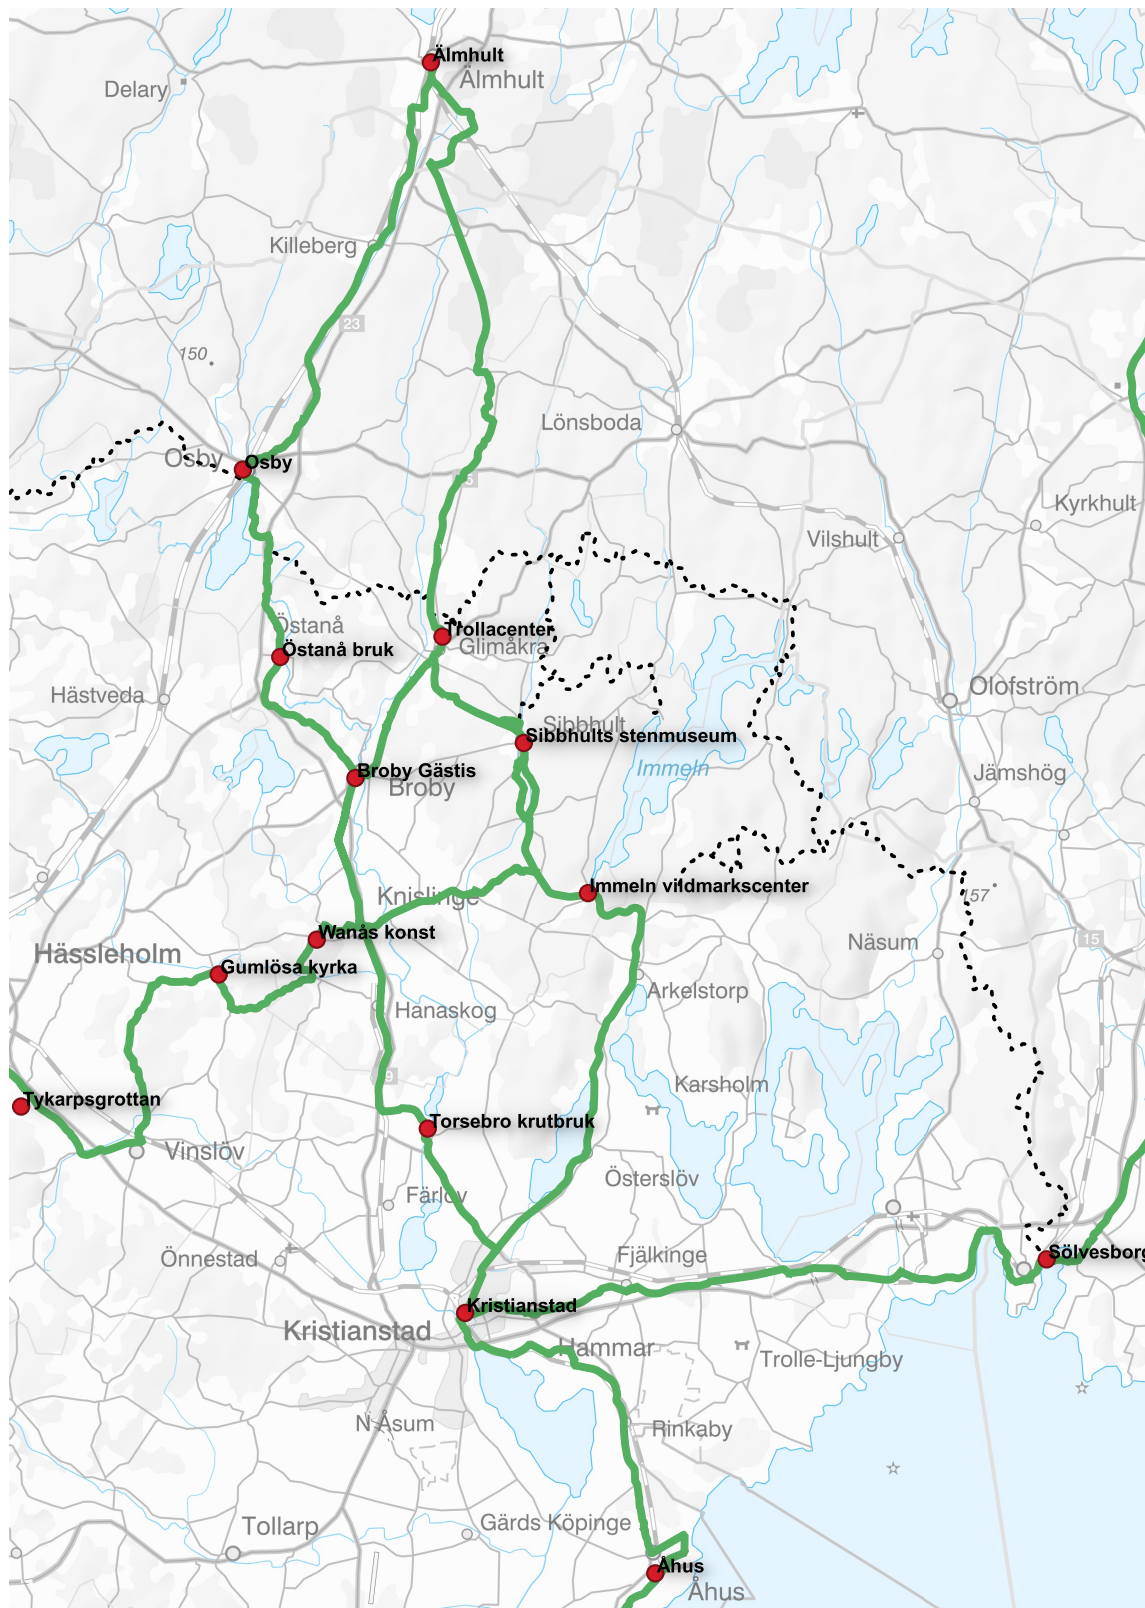 Älmhult
Älmhult
Delary
Killeberg
23
150
Lönsboda
Osby
Osby
15
Kyrkhult
Vilshult
Östanå
Trollacenter
Glimåkra
Östanå bruk
Hästveda
Olofström
Sibbhult
Sibbhults stenmuseum
Immeln
Broby Gästis
Broby
Jämshög
Immeln vildmarkscenter
Knislinge
157
Wanås konst
Näsum
15
Hässleholm
Gumlösa kyrka
Arkelstorp
Hanaskog
Karsholm
Tykarpsgrottan
Torsebro krutbruk
Vinslöv
Österslöv
Färlöv
Önnestad
Fjälkinge
Sölvesborg
Kristianstad
Kristianstad
Hammar
Trolle-Ljungby
N Åsum
Rinkaby
Tollarp
Gärds Köpinge
Åhus
Åhus